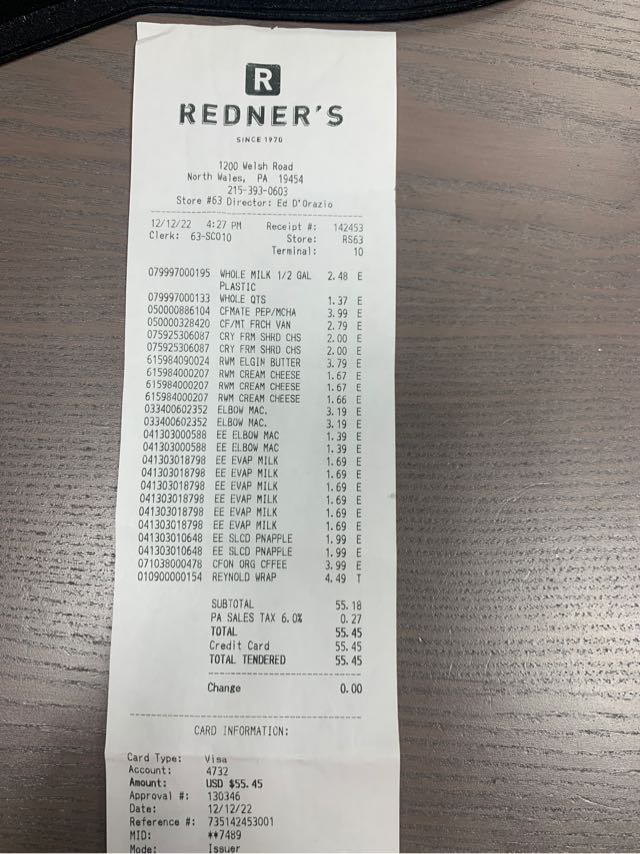 R
REDNER'S
SINCE 1970
1200 Welsh Road
North Wales, PA 19454
215-393-0603
Store #63 Director: Ed D'Orazio
12/12/22 4:27 PM Receipt #: 142453
Clerk: 63-SCO10 Store: RS63
Terminal: 10
079997000195 WHOLE MILK 1/2 GAL 2.48 E
PLASTIC
079997000133 WHOLE QTS 1.37 E
050000886104 CFMATE PEP/MCHA 3.99 E
050000328420 CF/MT FRCH VAN 2.79 E
075925306087 CRY FRM SHRD CHS 2.00 E
075925306087 CRY FRM SHRD CHS 2.00 E
615984090024 RWM ELGIN BUTTER 3.79 E
615984000207 RWM CREAM CHEESE 1.67 E
615984000207 RWM CREAM CHEESE 1.67 E
615984000207 RWM CREAM CHEESE 1.66 E
033400602352 ELBOW MAC. 3.19 E
033400602352 ELBOW MAC. 3.19 E
041303000588 EE ELBOW MAC 1.39 E
041303000588 EE ELBOW MAC 1.39 E
041303018798 EE EVAP MILK 1.69 E
041303018798 EE EVAP MILK 1.69 E
041303018798 EE EVAP MILK 1.69 E
041303018798 EE EVAP MILK 1.69 E
041303018798 EE EVAP MILK 1.69 E
041303018798 EE EVAP MILK 1.69 E
041303010648 EE SLCD PNAPPLE 1.99 E
041303010648 EE SLCD PNAPPLE 1.99 E
071038000478 CFON ORG CFFEE 3.99 E
010900000154 REYNOLD WRAP 4.49 T
SUBTOTAL 55.18
PA SALES TAX 6.0% 0.27
TOTAL 55.45
Credit Card 55.45
TOTAL TENDERED 55.45
Change 0.00
CARD INFORMATION:
Card Type: Visa
Account: 4732
Amount: USD $55.45
Approval #: 130346
Date: 12/12/22
Reference #: 735142453001
MID: **7489
Mode: Issuer